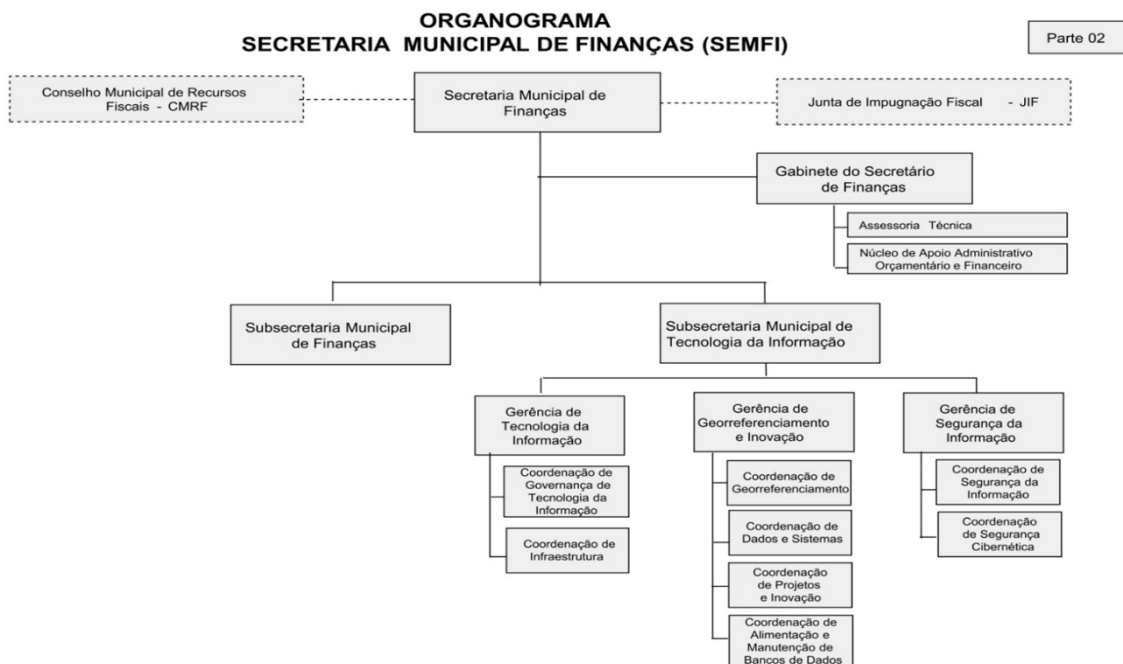 ORGANOGRAMA
SECRETARIA MUNICIPAL DE FINANÇAS (SEMFI)
Parte 02
Conselho Municipal de Recursos
Fiscais - CMRF
Secretaria Municipal de
Finanças
Junta de Impugnação Fiscal - JIF
Gabinete do Secretário
de Finanças
Assessoria Técnica
Núcleo de Apoio Administrativo
Orçamentário e Financeiro
Subsecretaria Municipal
de Finanças
Subsecretaria Municipal de
Tecnologia da Informação
Gerência de
Tecnologia da
Informação
Coordenação de
Governança de
Tecnologia da
Informação
Coordenação de
Infraestrutura
Gerência de
Georreferenciamento
e Inovação
Coordenação de
Georreferenciamento
Coordenação de
Dados e Sistemas
Coordenação
de Projetos
e Inovação
Coordenação de
Alimentação e
Manutenção de
Bancos de Dados
Gerência de
Segurança da
Informação
Coordenação de
Segurança da
Informação
Coordenação
de Segurança
Cibernética